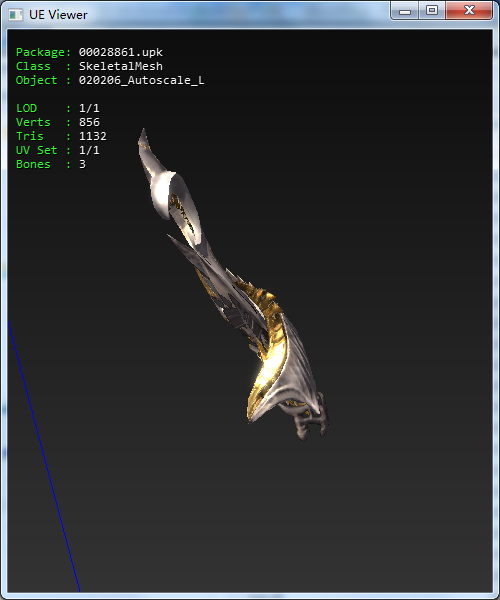 UE Viewer
Package: 00028861.upk
Class : SkeletalMesh
Object : 020206_Autoscale_L
LOD : 1/1
Verts : 856
Tris : 1132
UV Set : 1/1
Bones : 3